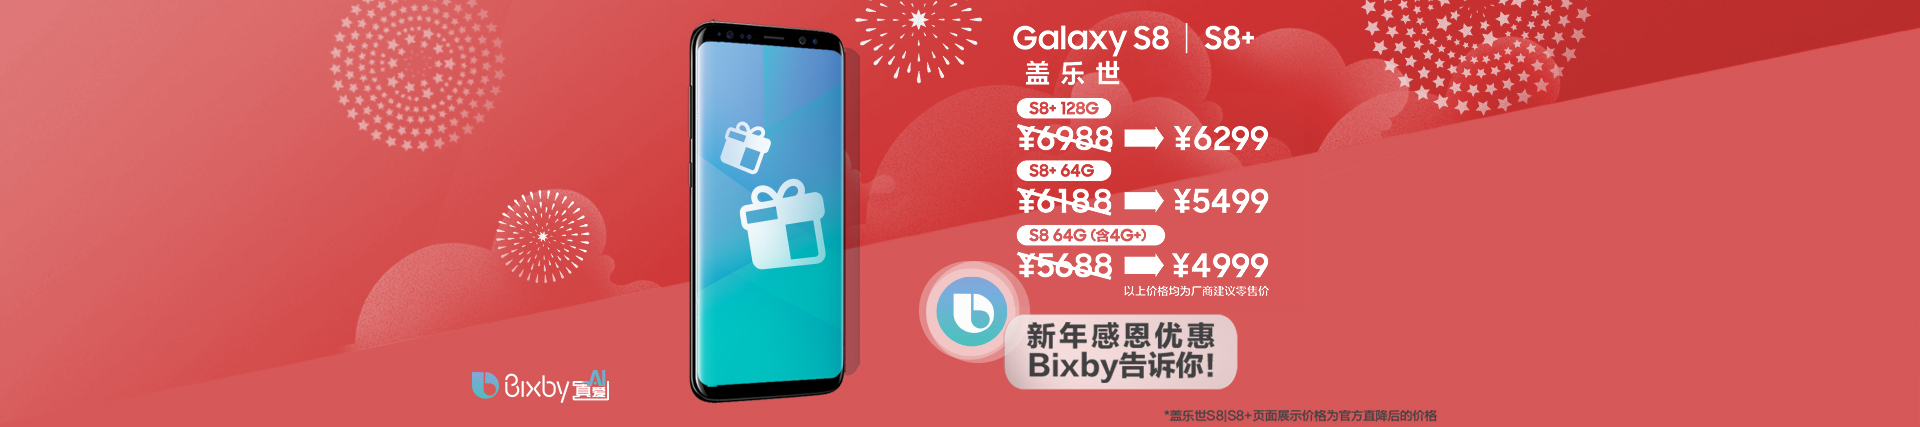 Galaxy S8 | S8+
盖乐世
S8+ 128G
¥6988 ¥6299
S8+ 64G
¥6188 ¥5499
S8 64G (含4G+)
¥5688 ¥4999
以上价格均为厂商建议零售价
新年感恩优惠
Bixby告诉你!
Bixby AI真爱
*盖乐世S8|S8+页面展示价格为官方直降后的价格